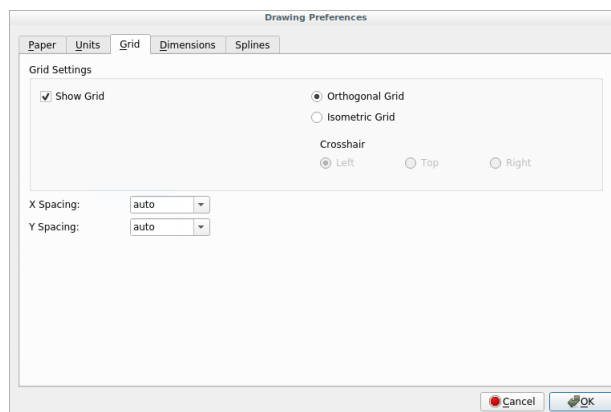 Drawing Preferences
Paper Units Grid Dimensions Splines
Grid Settings
Show Grid
Orthogonal Grid
Isometric Grid
Crosshair
Left Top Right
X Spacing: auto
Y Spacing: auto
Cancel OK